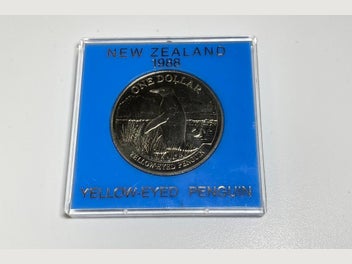 NEW ZEALAND
1988
ONE DOLLAR
YELLOW-EYED PENGUIN
YELLOW-EYED PENGUIN